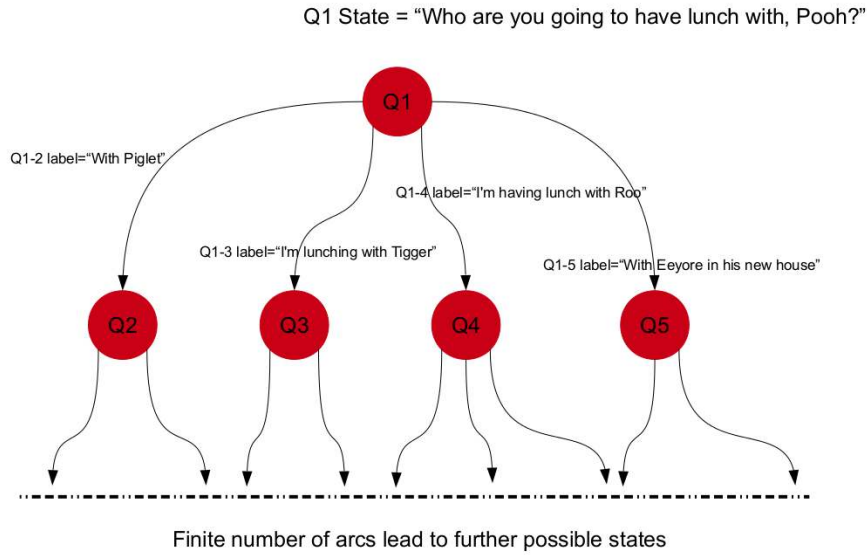 Q1 State = “Who are you going to have lunch with, Pooh?”
Q1
Q1-2 label=“With Piglet”
Q1-4 label=“I'm having lunch with Roo”
Q1-3 label=“I'm lunching with Tigger”
Q1-5 label=“With Eeyore in his new house”
Q2
Q3
Q4
Q5
Finite number of arcs lead to further possible states